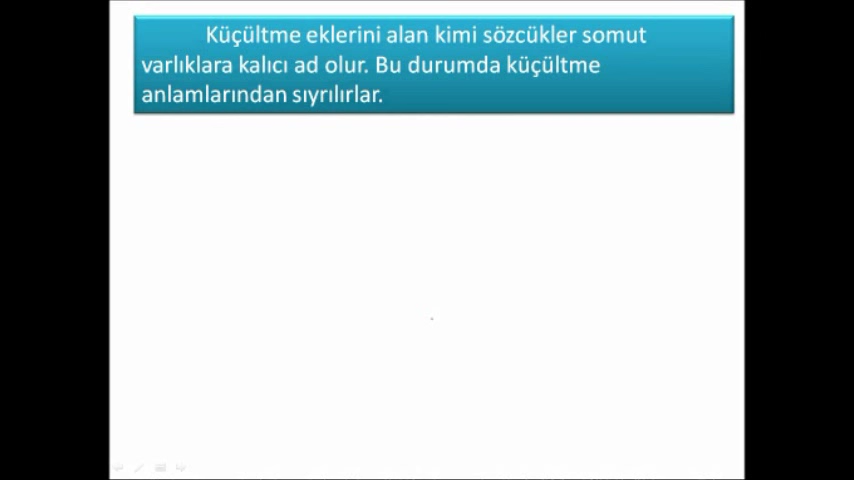 Küçültme eklerini alan kimi sözcükler somut
varlıklara kalıcı ad olur. Bu durumda küçültme
anlamlarından sıyrılırlar.